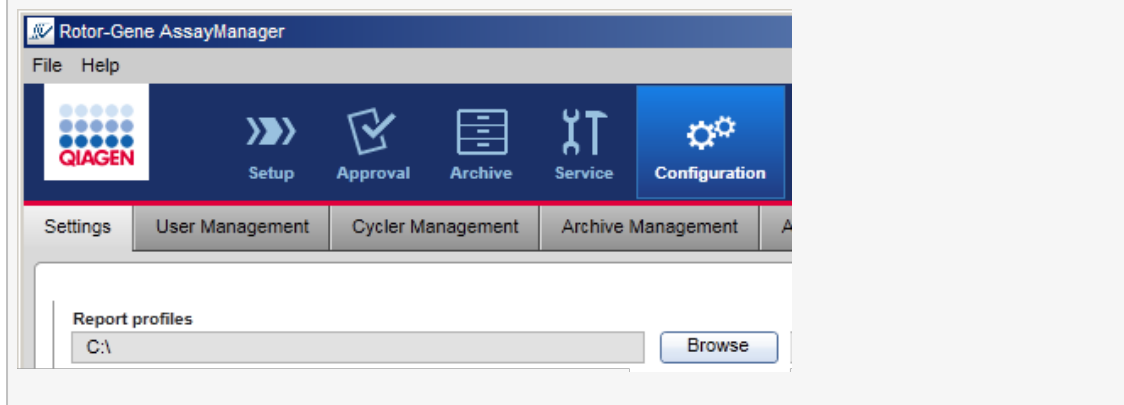 Rotor-Gene AssayManager
File Help
QIAGEN
Setup Approval Archive Service Configuration
Settings User Management Cycler Management Archive Management
Report profiles
C:\ Browse